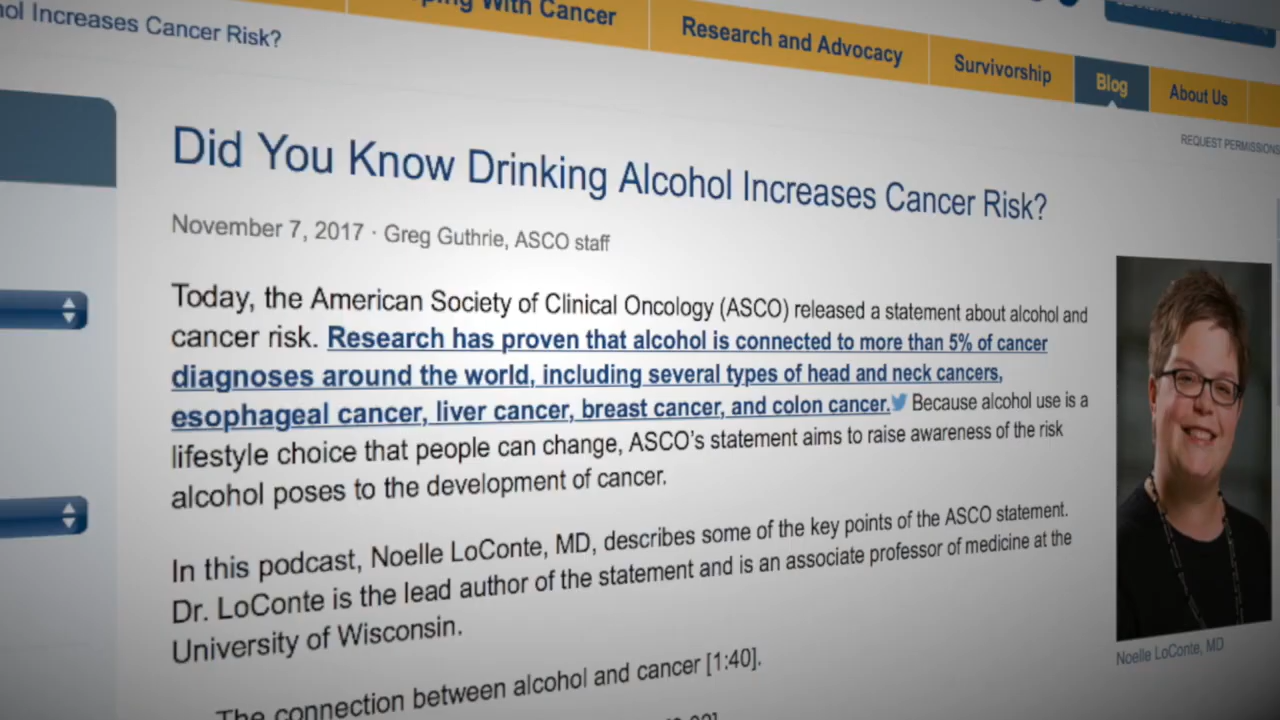 With Cancer
Research and Advocacy
Survivorship
Blog
About Us
Increases Cancer Risk?
REQUEST PERMISSIONS
Did You Know Drinking Alcohol Increases Cancer Risk?
November 7, 2017 · Greg Guthrie, ASCO staff
Today, the American Society of Clinical Oncology (ASCO) released a statement about alcohol and
cancer risk. Research has proven that alcohol is connected to more than 5% of cancer
diagnoses around the world, including several types of head and neck cancers,
esophageal cancer, liver cancer, breast cancer, and colon cancer. Because alcohol use is a
lifestyle choice that people can change, ASCO's statement aims to raise awareness of the risk
alcohol poses to the development of cancer.
In this podcast, Noelle LoConte, MD, describes some of the key points of the ASCO statement.
Dr. LoConte is the lead author of the statement and is an associate professor of medicine at the
University of Wisconsin.
Noelle LoConte, MD
The connection between alcohol and cancer [1:40].